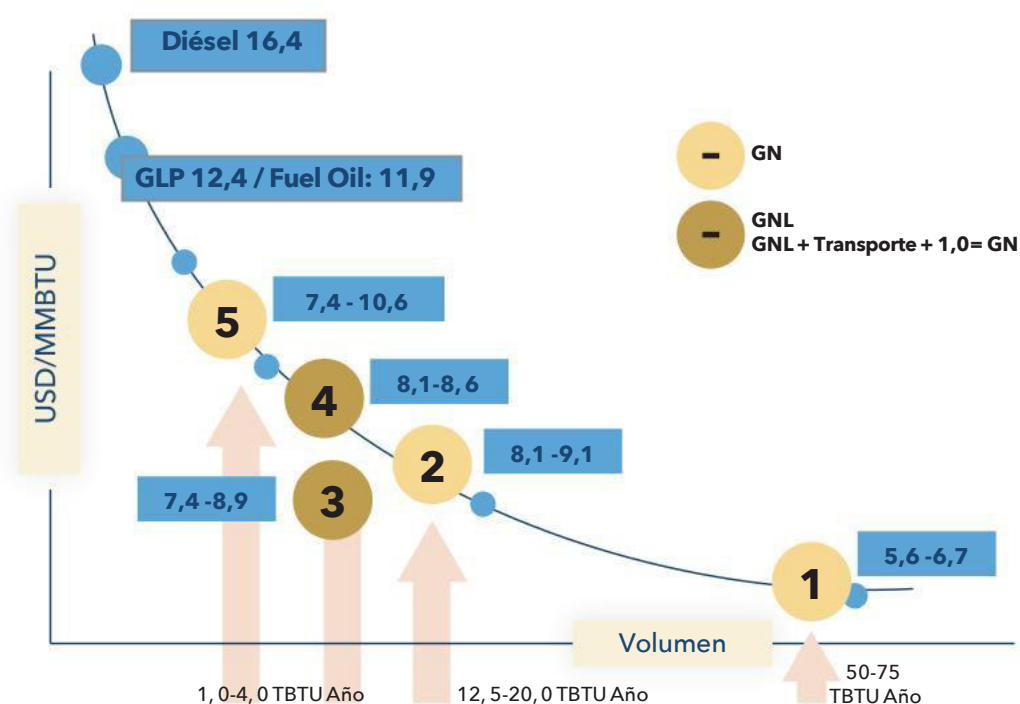 Diésel 16,4
GLP 12,4 / Fuel Oil: 11,9
-
GN
-
GNL
GNL + Transporte + 1,0= GN
USD/MMBTU
5
7,4 - 10,6
4
8,1-8, 6
2
8,1 -9,1
7,4 -8,9
3
1
5,6 -6,7
Volumen
1, 0-4, 0 TBTU Año
12, 5-20, 0 TBTU Año
50-75
TBTU Año